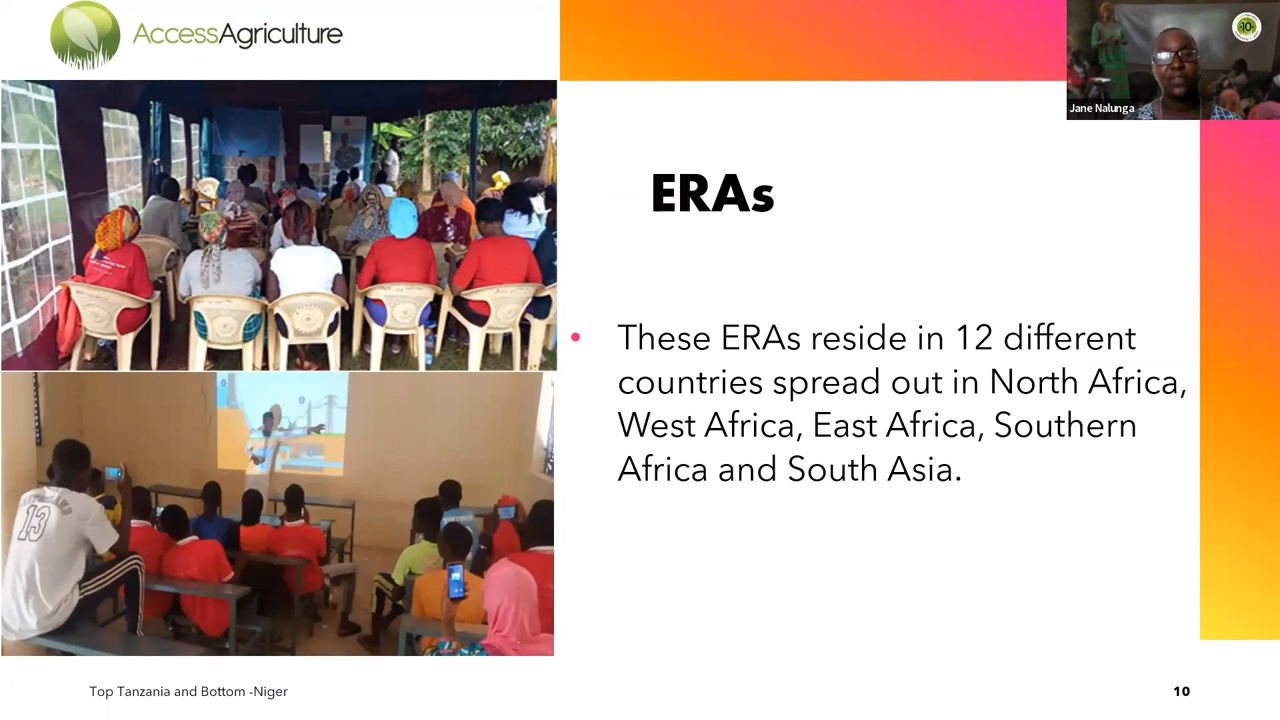 AccessAgriculture
10
Jane Nalunga
ERAs
• These ERAs reside in 12 different
countries spread out in North Africa,
West Africa, East Africa, Southern
Africa and South Asia.
13
Top Tanzania and Bottom -Niger
10